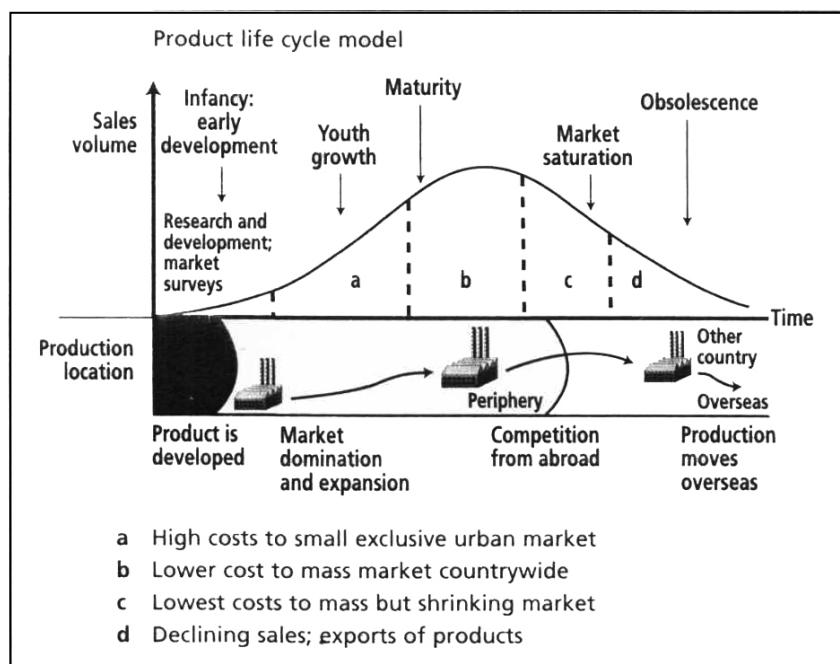 Product life cycle model
Sales
volume
Infancy:
early
development
Research and
development;
market
surveys
Youth
growth
Maturity
Market
saturation
Obsolescence
a
b
c
d
Time
Production
location
Periphery
Other
country
Overseas
Product is
developed
Market
domination
and expansion
Competition
from abroad
Production
moves
overseas
a High costs to small exclusive urban market
b Lower cost to mass market countrywide
c Lowest costs to mass but shrinking market
d Declining sales; exports of products